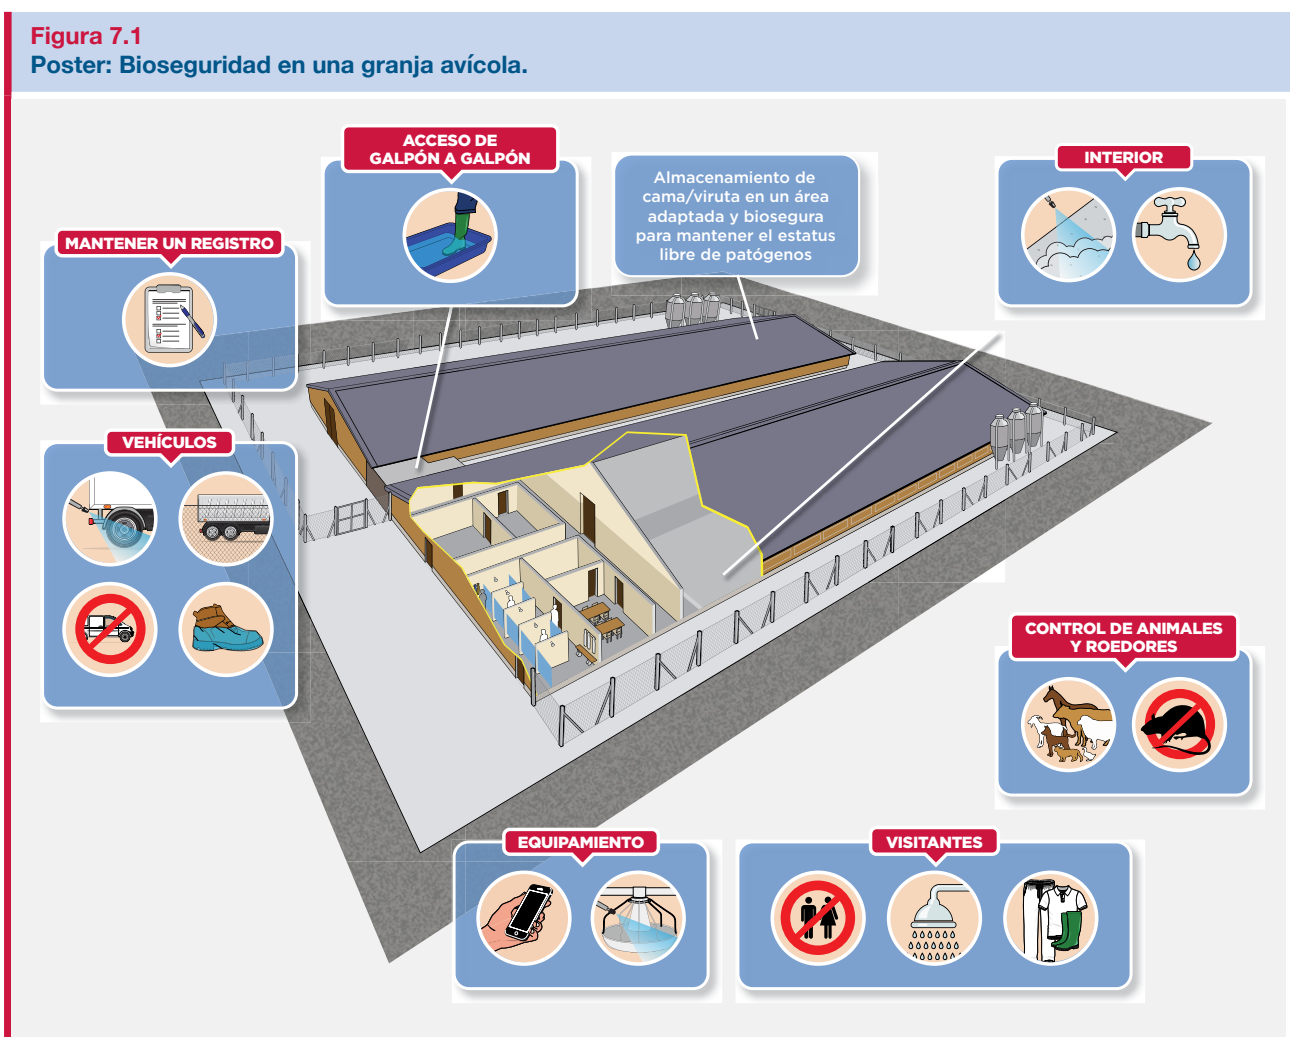 Figura 7.1
Poster: Bioseguridad en una granja avícola.
ACCESO DE
GALPÓN A GALPÓN
Almacenamiento de
cama/viruta en un área
adaptada y biosegura
para mantener el estatus
libre de patógenos
INTERIOR
MANTENER UN REGISTRO
VEHÍCULOS
CONTROL DE ANIMALES
Y ROEDORES
EQUIPAMIENTO
VISITANTES